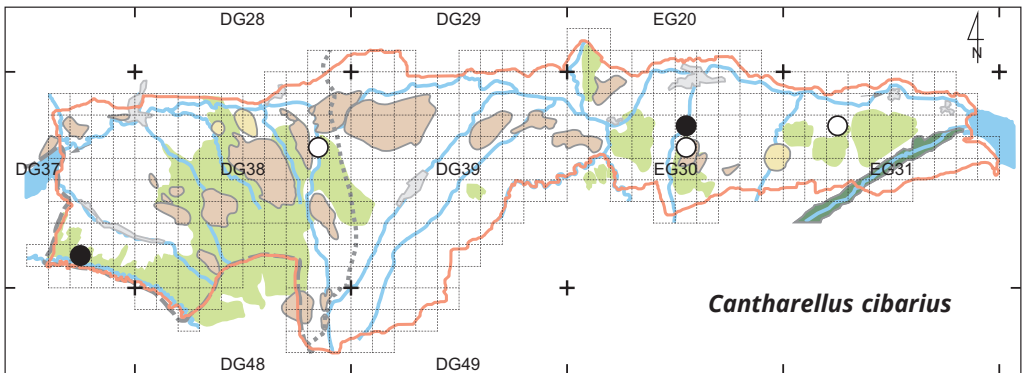 DG28 DG29 EG20
N
DG37 DG38 DG39 EG30 EG31
Cantharellus cibarius
DG48 DG49